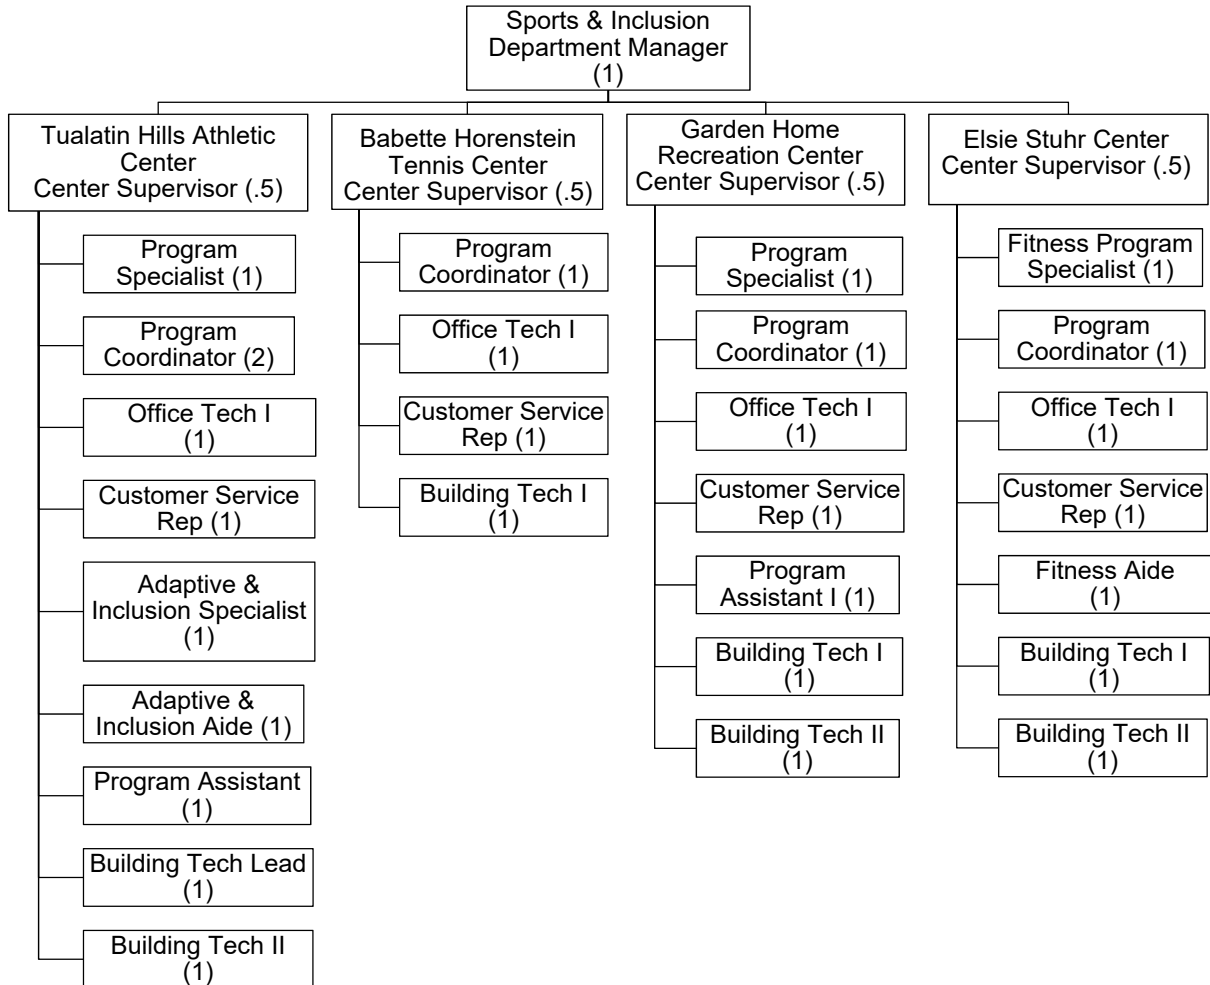 Sports & Inclusion
Department Manager
(1)
Tualatin Hills Athletic
Center
Center Supervisor (.5)
Program
Specialist (1)
Program
Coordinator (2)
Office Tech I
(1)
Customer Service
Rep (1)
Adaptive &
Inclusion Specialist
(1)
Adaptive &
Inclusion Aide (1)
Program Assistant
(1)
Building Tech Lead
(1)
Building Tech II
(1)
Babette Horenstein
Tennis Center
Center Supervisor (.5)
Program
Coordinator (1)
Office Tech I
(1)
Customer Service
Rep (1)
Building Tech I
(1)
Garden Home
Recreation Center
Center Supervisor (.5)
Program
Specialist (1)
Program
Coordinator (1)
Office Tech I
(1)
Customer Service
Rep (1)
Program
Assistant I (1)
Building Tech I
(1)
Building Tech II
(1)
Elsie Stuhr Center
Center Supervisor (.5)
Fitness Program
Specialist (1)
Program
Coordinator (1)
Office Tech I
(1)
Customer Service
Rep (1)
Fitness Aide
(1)
Building Tech I
(1)
Building Tech II
(1)